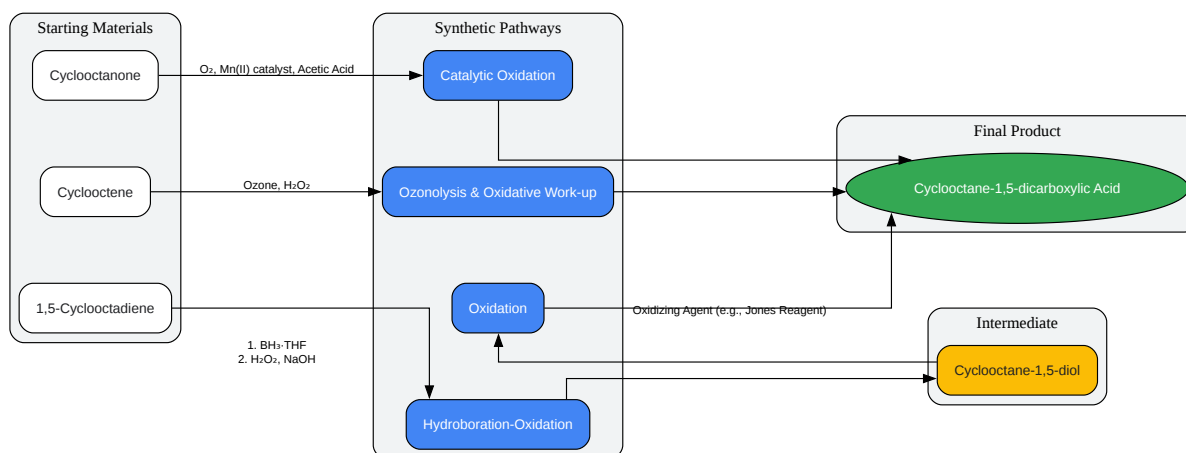 Starting Materials
Synthetic Pathways
Cyclooctanone
O₂, Mn(II) catalyst, Acetic Acid
Catalytic Oxidation
Final Product
Cyclooctene
Ozone, H₂O₂
Ozonolysis & Oxidative Work-up
Cyclooctane-1,5-dicarboxylic Acid
1,5-Cyclooctadiene
Oxidation
Oxidizing Agent (e.g., Jones Reagent)
Intermediate
1. BH₃·THF
2. H₂O₂, NaOH
Cyclooctane-1,5-diol
Hydroboration-Oxidation